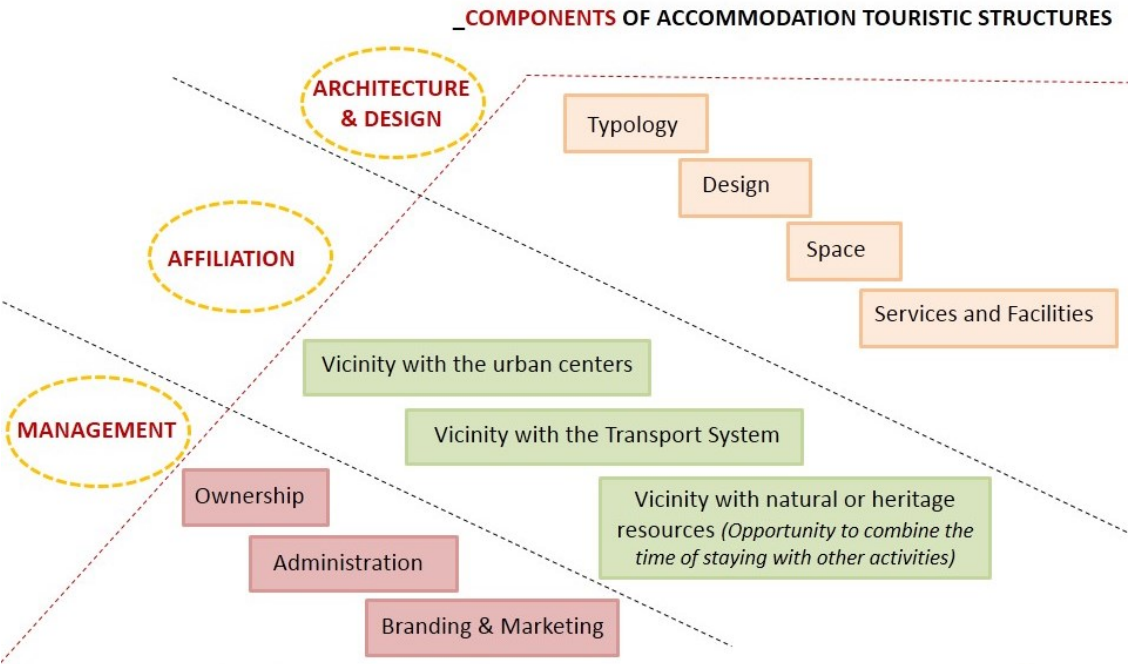 _COMPONENTS OF ACCOMMODATION TOURISTIC STRUCTURES
ARCHITECTURE
& DESIGN
Typology
Design
Space
Services and Facilities
AFFILIATION
Vicinity with the urban centers
Vicinity with the Transport System
Vicinity with natural or heritage
resources (Opportunity to combine the
time of staying with other activities)
MANAGEMENT
Ownership
Administration
Branding & Marketing